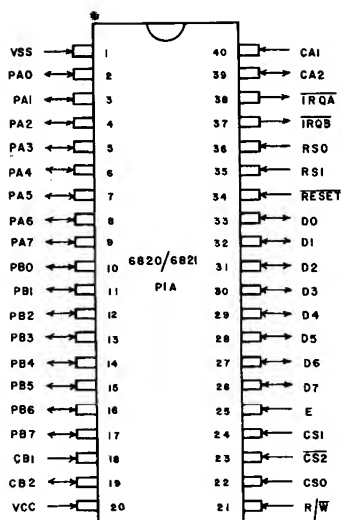 *
VSS 1 40 CA1
PA0 2 39 CA2
PA1 3 38 IRQA
PA2 4 37 IRQB
PA3 5 36 RS0
PA4 6 35 RS1
PA5 7 34 RESET
PA6 8 33 D0
PA7 9 32 D1
PB0 10 6820/6821 31 D2
PB1 11 PIA 30 D3
PB2 12 29 D4
PB3 13 28 D5
PB4 14 27 D6
PB5 15 26 D7
PB6 16 25 E
PB7 17 24 CS1
CB1 18 23 CS2
CB2 19 22 CS0
VCC 20 21 R/W